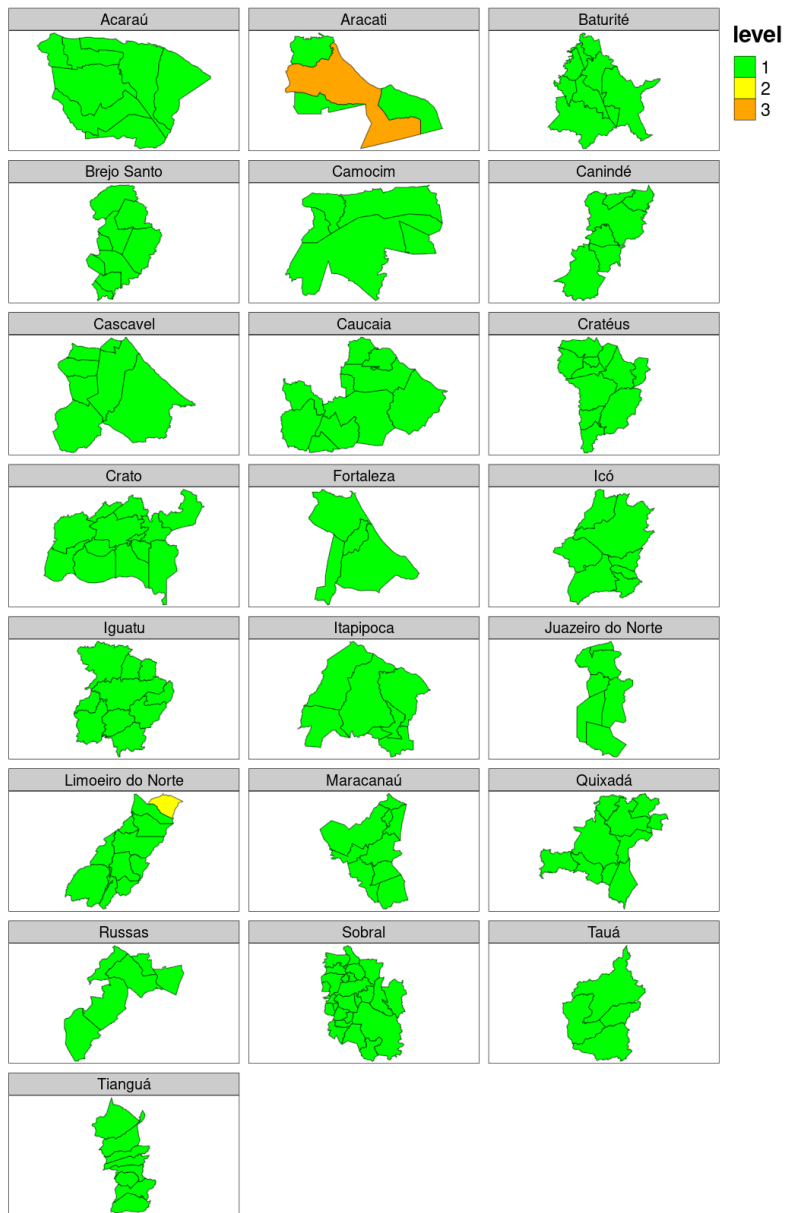 Acaraú
Aracati
Baturité
level
1
2
3
Brejo Santo
Camocim
Canindé
Cascavel
Caucaia
Cratéus
Crato
Fortaleza
Icó
Iguatu
Itapipoca
Juazeiro do Norte
Limoeiro do Norte
Maracanaú
Quixadá
Russas
Sobral
Tauá
Tianguá